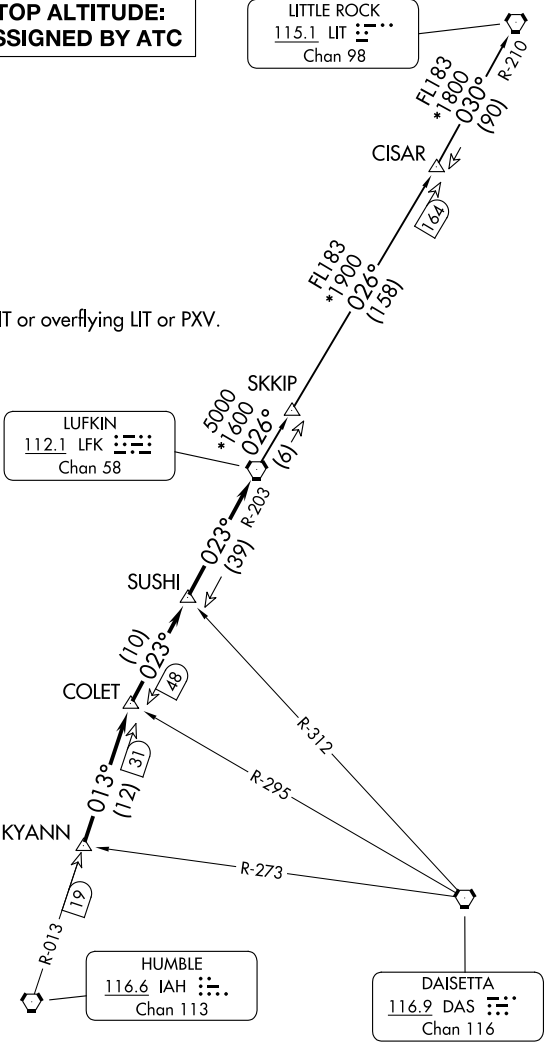 TOP ALTITUDE:
SSIGNED BY ATC
LITTLE ROCK
115.1 LIT
Chan 98
R-210
FL183
*1800
030°
(90)
CISAR
164
FL183
*1900
026°
(158)
IT or overflying LIT or PXV.
SKKIP
5000
*1600
026°
(6)
LUFKIN
112.1 LFK
Chan 58
R-203
023°
(39)
SUSHI
(10)
023°
48
COLET
R-312
31
013°
(12)
R-295
KYANN
R-273
19
R-013
HUMBLE
116.6 IAH
Chan 113
DAISETTA
116.9 DAS
Chan 116